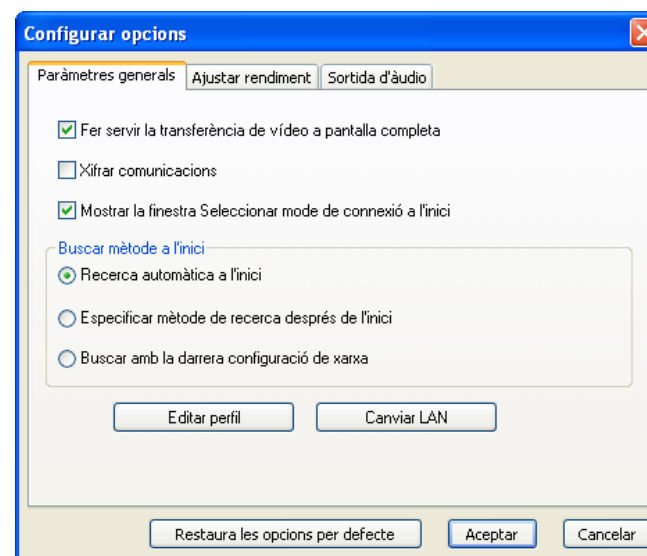 Configurar opcions
Paràmetres generals Ajustar rendiment Sortida d'àudio
Fer servir la transferència de vídeo a pantalla completa
Xifrar comunicacions
Mostrar la finestra Seleccionar mode de connexió a l'inici
Buscar mètode a l'inici
Recerca automàtica a l'inici
Especificar mètode de recerca després de l'inici
Buscar amb la darrera configuració de xarxa
Editar perfil Canviar LAN
Restaura les opcions per defecte Aceptar Cancelar